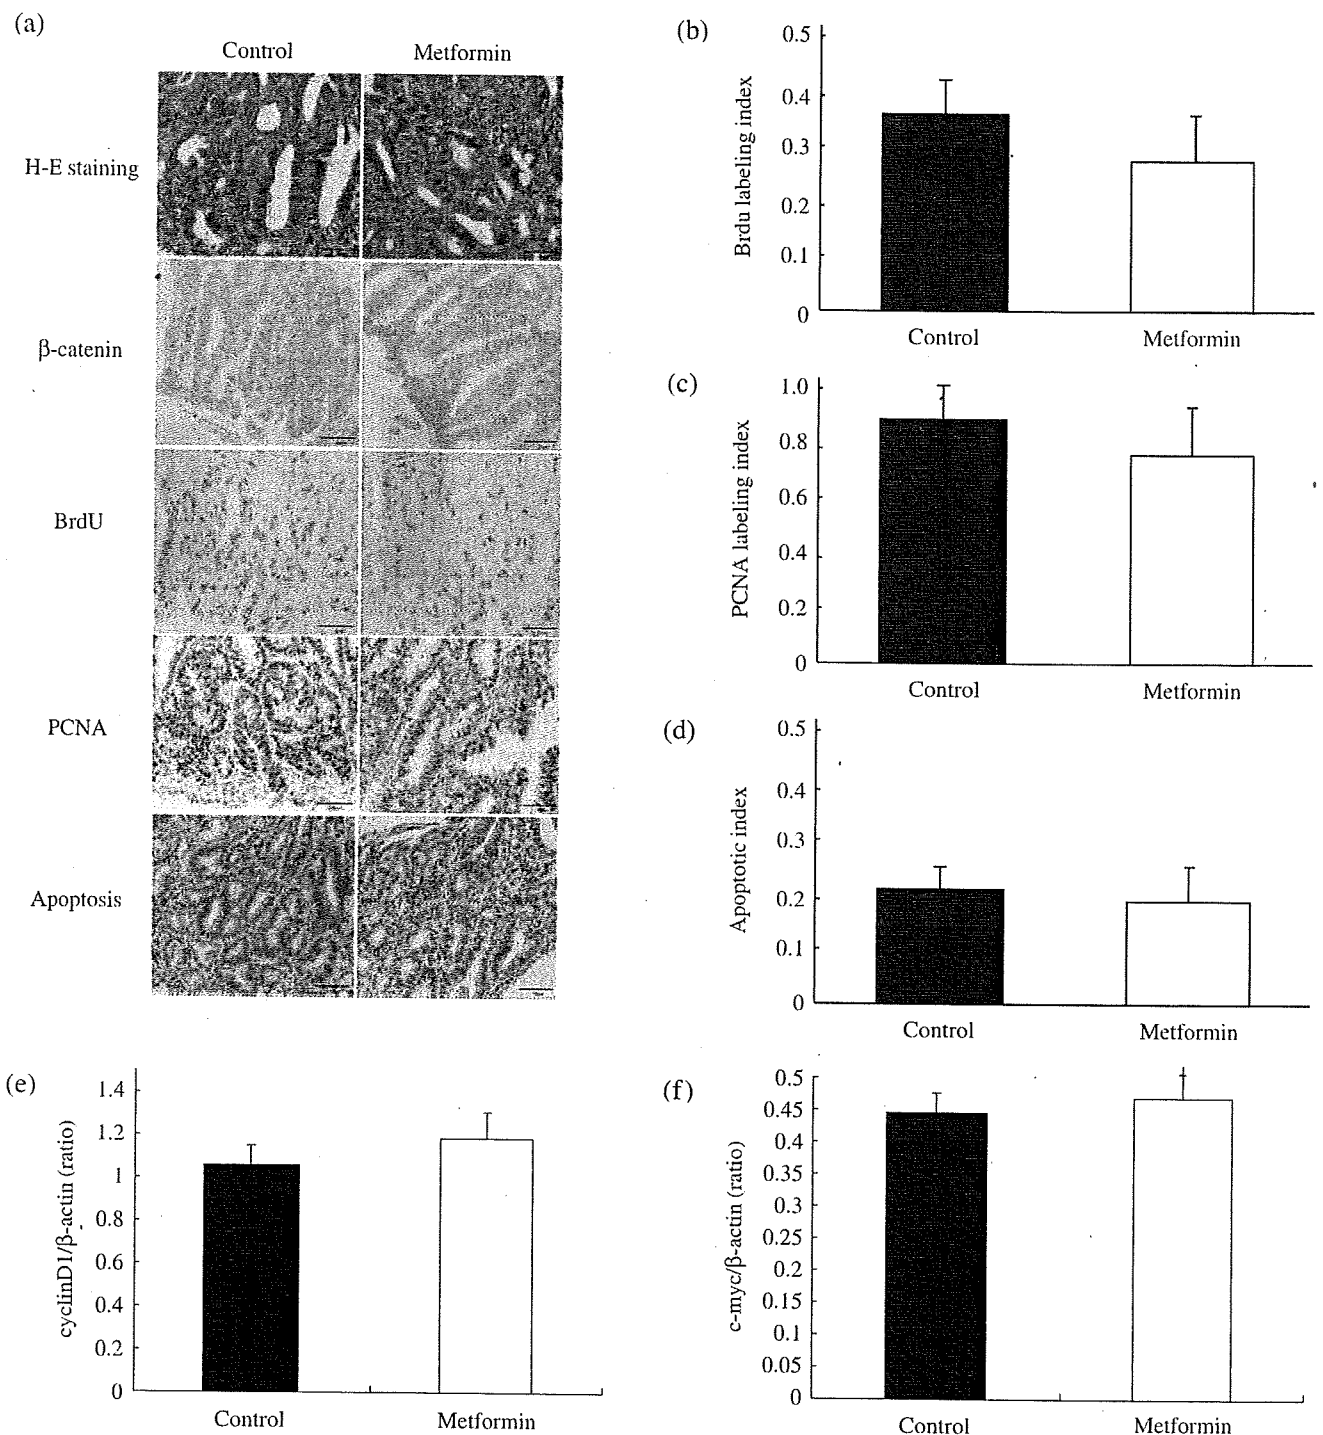 (a)
Control
Metformin
H-E staining
β-catenin
BrdU
PCNA
Apoptosis
(b)
Brdu labeling index
0.5
0.4
0.3
0.2
0.1
0
Control
Metformin
(c)
PCNA labeling index
1.0
0.8
0.6
0.4
0.2
0
Control
Metformin
(d)
Apoptotic index
0.5
0.4
0.3
0.2
0.1
0
Control
Metformin
(e)
cyclinD1/β-actin (ratio)
1.4
1.2
1
0.8
0.6
0.4
0.2
0
Control
Metformin
(f)
c-myc/β-actin (ratio)
0.5
0.45
0.4
0.35
0.3
0.25
0.2
0.15
0.1
0.05
0
Control
Metformin